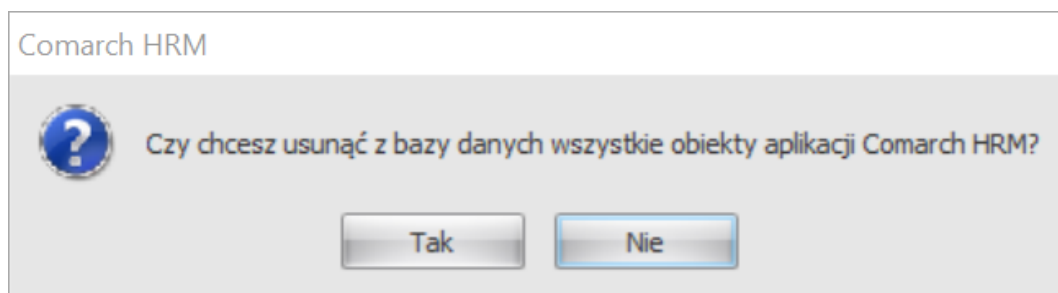 Comarch HRM
Czy chcesz usunąć z bazy danych wszystkie obiekty aplikacji Comarch HRM?
Tak Nie